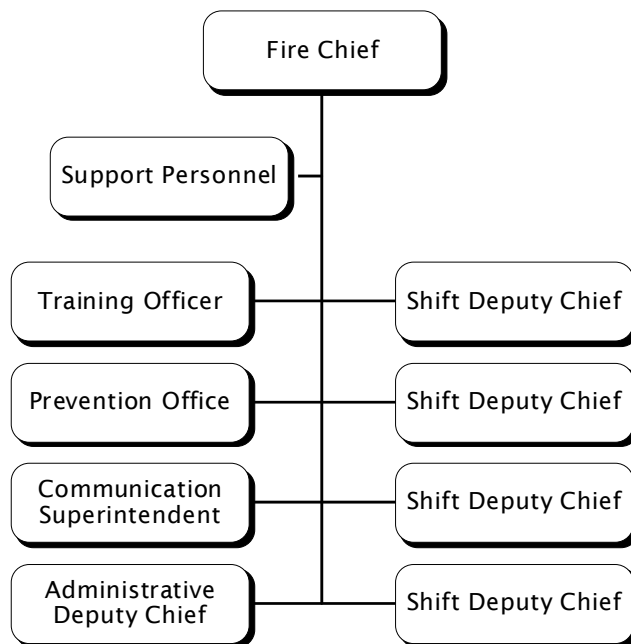 Fire Chief
Support Personnel
Training Officer
Shift Deputy Chief
Prevention Office
Shift Deputy Chief
Communication
Superintendent
Shift Deputy Chief
Administrative
Deputy Chief
Shift Deputy Chief